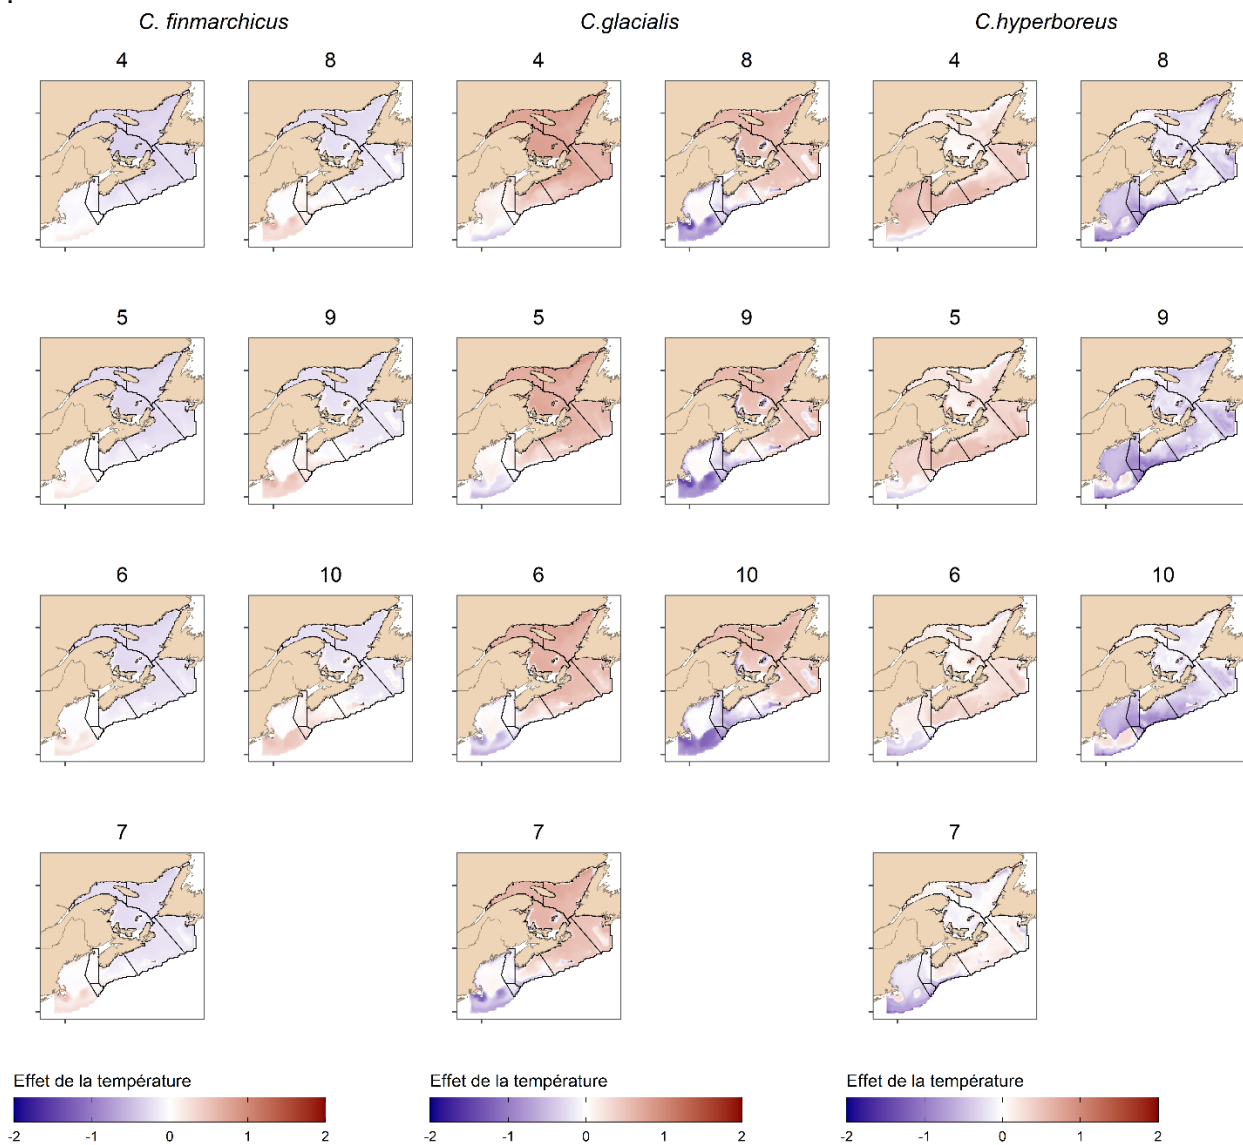 C. finmarchicus C.glacialis C.hyperboreus
4 8 4 8 4 8
5 9 5 9 5 9
6 10 6 10 6 10
7 7 7
Effet de la température Effet de la température Effet de la température
-2 -1 0 1 2 -2 -1 0 1 2 -2 -1 0 1 2